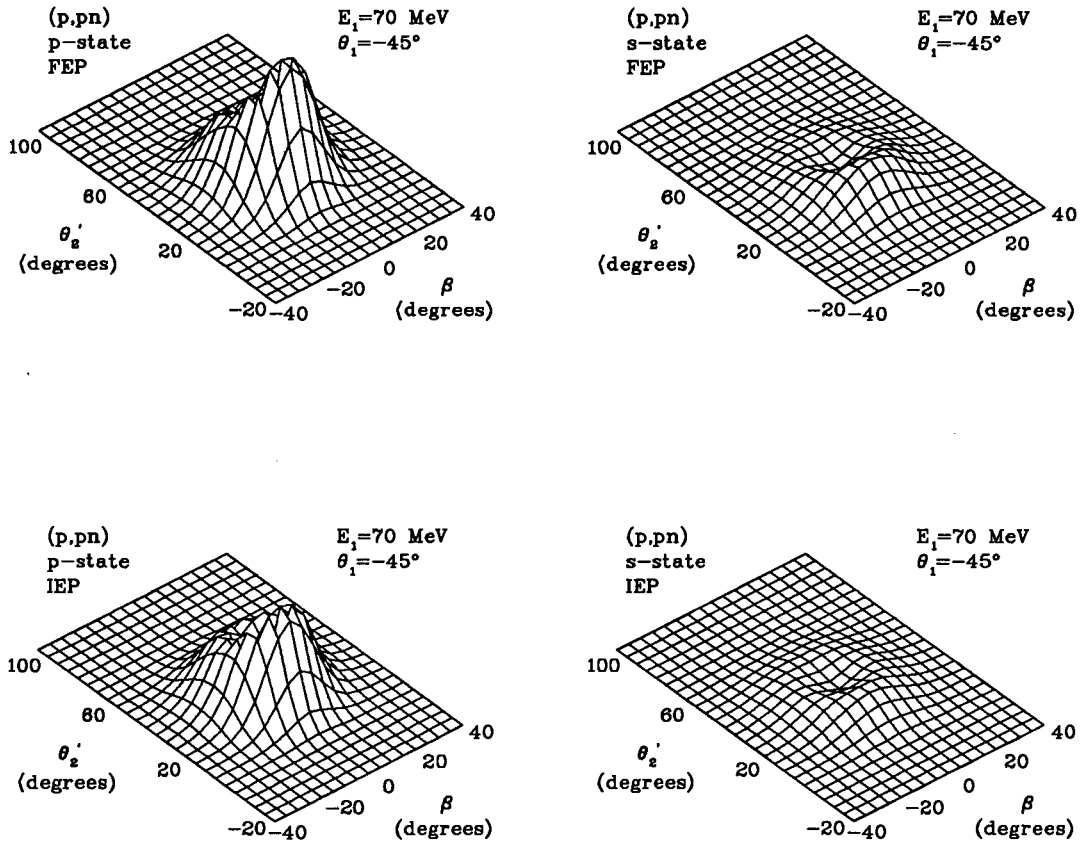 (p,pn)
p-state
FEP
E₁=70 MeV
θ₁=−45°
100
60
20
−20
θ₂′
(degrees)
−40
−20
0
20
40
β
(degrees)
(p,pn)
s-state
FEP
E₁=70 MeV
θ₁=−45°
100
60
20
−20
θ₂′
(degrees)
−40
−20
0
20
40
β
(degrees)
(p,pn)
p-state
IEP
E₁=70 MeV
θ₁=−45°
100
60
20
−20
θ₂′
(degrees)
−40
−20
0
20
40
β
(degrees)
(p,pn)
s-state
IEP
E₁=70 MeV
θ₁=−45°
100
60
20
−20
θ₂′
(degrees)
−40
−20
0
20
40
β
(degrees)